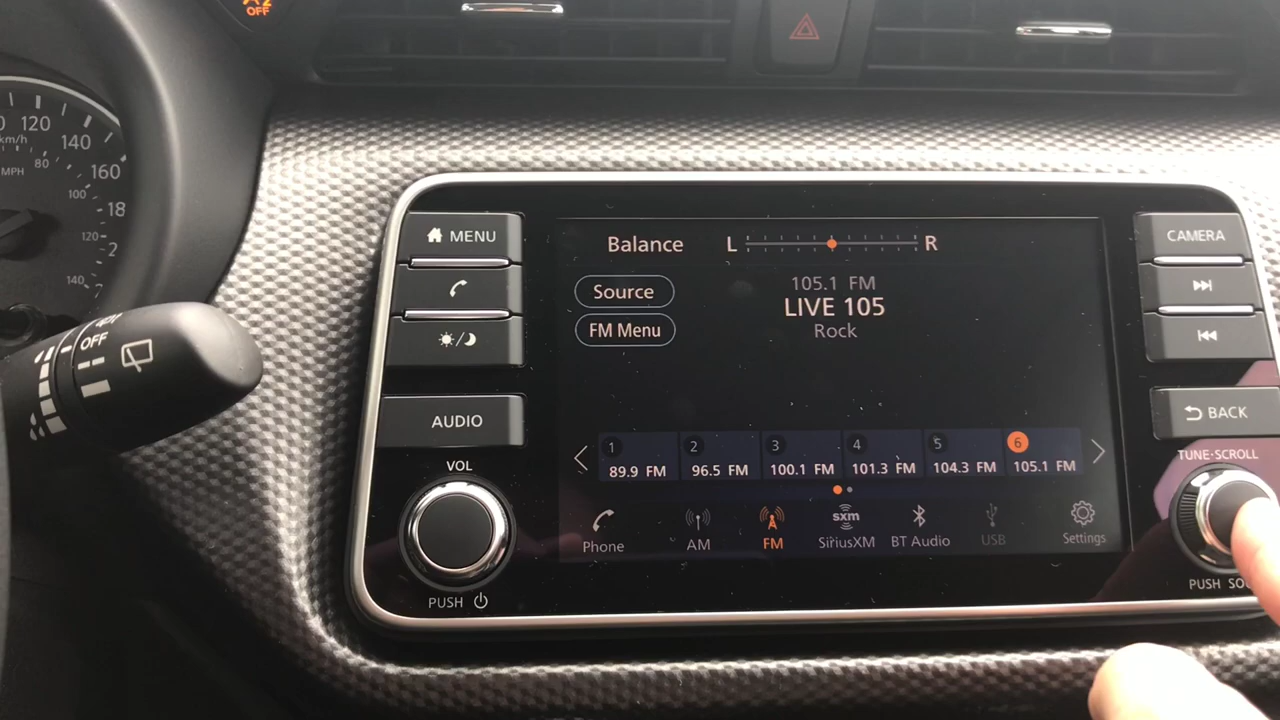 OFF
120
km/h
140
MPH
80
160
100
18
120
2
140
OFF
MENU
AUDIO
VOL
PUSH
Balance L R
Source
105.1 FM
LIVE 105
FM Menu
Rock
1 2 3 4 5 6
89.9 FM 96.5 FM 100.1 FM 101.3 FM 104.3 FM 105.1 FM
sxm
Phone AM FM SiriusXM BT Audio USB Settings
CAMERA
BACK
TUNE·SCROLL
PUSH